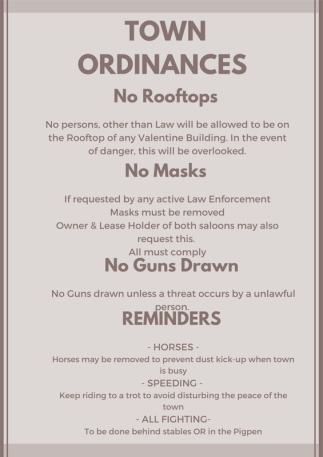 TOWN
ORDINANCES
No Rooftops
No persons, other than Law will be allowed to be on
the Rooftop of any Valentine Building. In the event
of danger, this will be overlooked.
No Masks
If requested by any active Law Enforcement
Masks must be removed
Owner & Lease Holder of both saloons may also
request this.
All must comply
No Guns Drawn
No Guns drawn unless a threat occurs by a unlawful
person.
REMINDERS
- HORSES -
Horses may be removed to prevent dust kick-up when town
is busy
- SPEEDING -
Keep riding to a trot to avoid disturbing the peace of the
town
- ALL FIGHTING-
To be done behind stables OR in the Pigpen